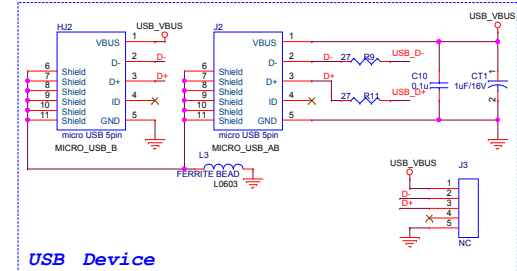 USB_VBUS
HJ2
USB_VBUS
J2
VBUS 1
VBUS 1
D- 2 D-
D- 2 D- 27 R9 USB_D-
6 Shield D+ 3 D+
6 Shield D+ 3 D+
7 Shield
7 Shield
8 Shield ID 4
8 Shield ID 4 27 R11 USB_D+
9 Shield
9 Shield
10 Shield
10 Shield
11 Shield GND 5
11 Shield GND 5
C10
0.1u
CT1
1uF/16V
1
2
micro USB 5pin
micro USB 5pin
MICRO_USB_B
MICRO_USB_AB
L3
FERRITE BEAD
L0603
USB_VBUS
J3
1
D- 2
D+ 3
4
5
NC
USB Device